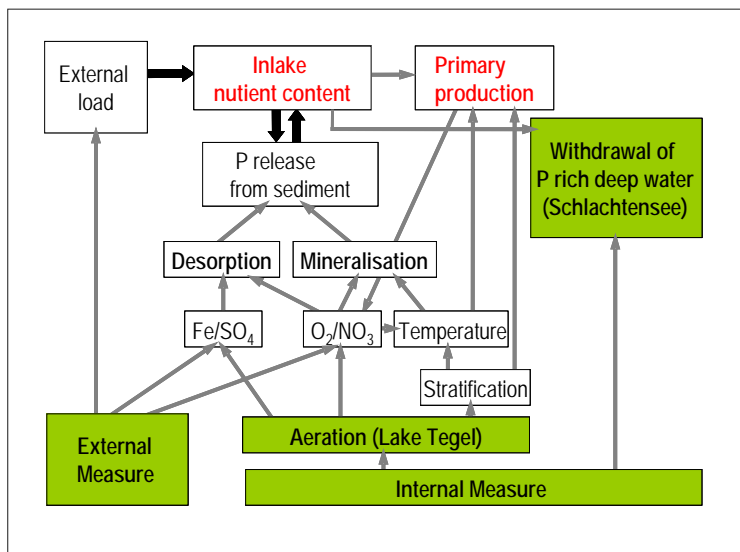 External
load
Inlake
nutient content
Primary
production
Withdrawal of
P rich deep water
(Schlachtensee)
P release
from sediment
Desorption
Mineralisation
Fe/SO₄
O₂/NO₃
Temperature
Stratification
External
Measure
Aeration (Lake Tegel)
Internal Measure